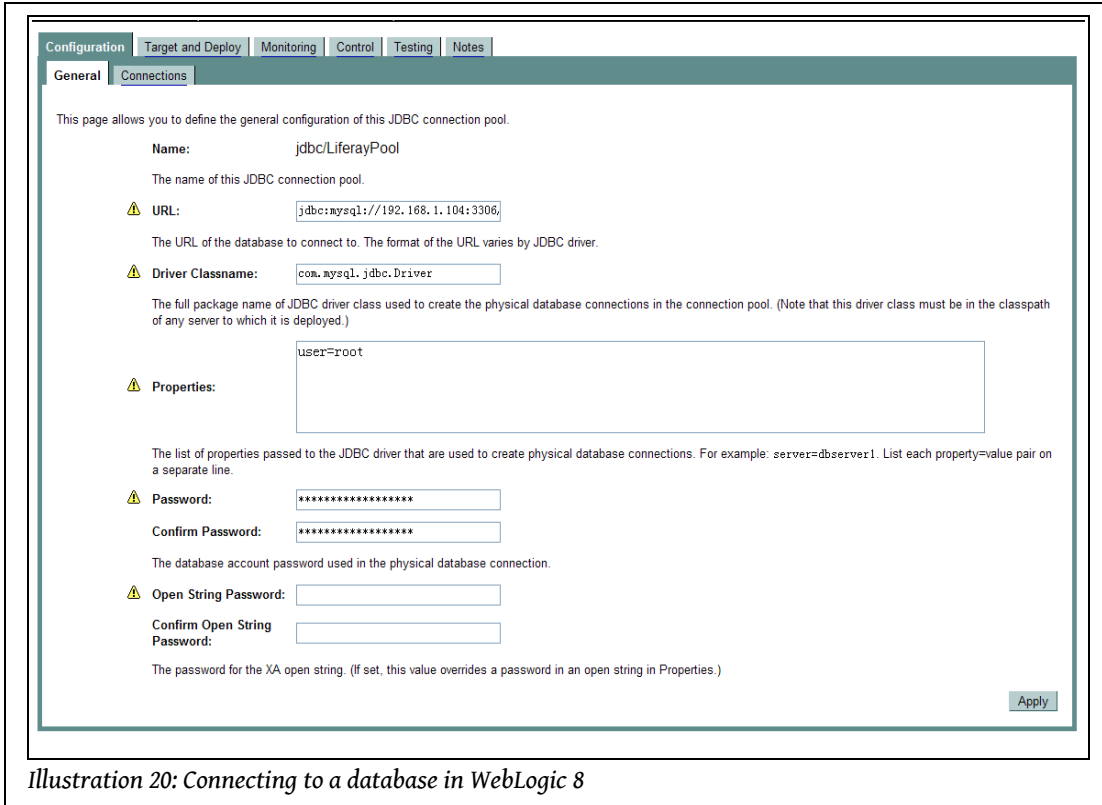 Configuration Target and Deploy Monitoring Control Testing Notes
General Connections
This page allows you to define the general configuration of this JDBC connection pool.
Name: jdbc/LiferayPool
The name of this JDBC connection pool.
URL: jdbc:mysql://192.168.1.104:3306,
The URL of the database to connect to. The format of the URL varies by JDBC driver.
Driver Classname: com.mysql.jdbc.Driver
The full package name of JDBC driver class used to create the physical database connections in the connection pool. (Note that this driver class must be in the classpath
of any server to which it is deployed.)
user=root
Properties:
The list of properties passed to the JDBC driver that are used to create physical database connections. For example: server=dbserver1. List each property=value pair on
a separate line.
Password: ******************
Confirm Password: ******************
The database account password used in the physical database connection.
Open String Password:
Confirm Open String
Password:
The password for the XA open string. (If set, this value overrides a password in an open string in Properties.)
Apply
Illustration 20: Connecting to a database in WebLogic 8